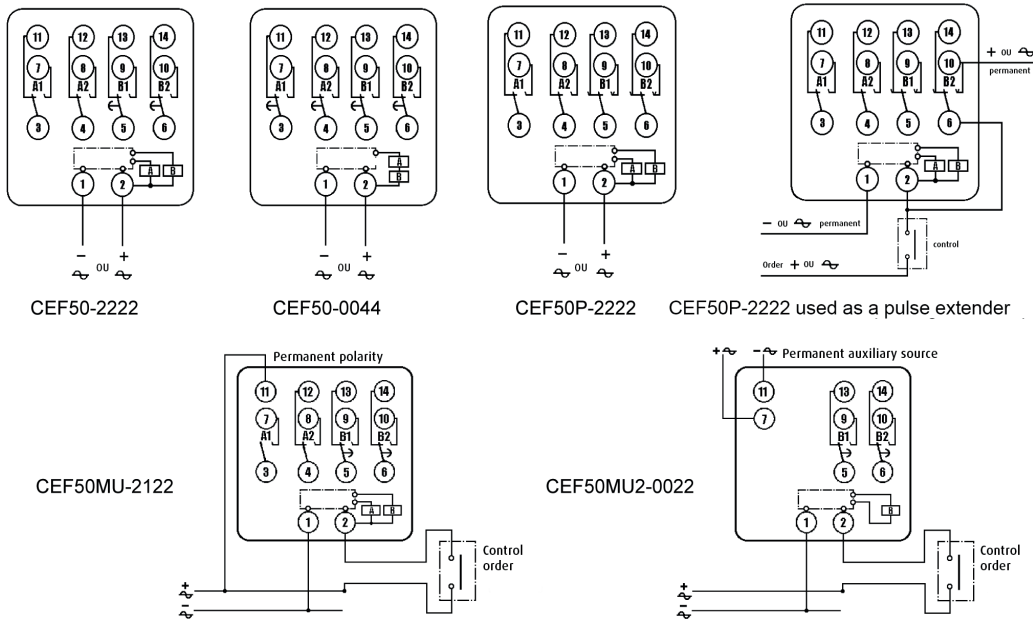 11 12 13 14
7 8 9 10
A1 A2 B1 B2
3 4 5 6
A B
1 2
− +
OU
CEF50-2222
11 12 13 14
7 8 9 10
A1 A2 B1 B2
3 4 5 6
A
B
1 2
− +
OU
CEF50-0044
11 12 13 14
7 8 9 10
A1 A2 B1 B2
3 4 5 6
A B
1 2
− +
OU
CEF50P-2222
11 12 13 14
7 8 9 10
A1 A2 B1 B2
3 4 5 6
A B
1 2
+ OU
permanent
− OU permanent
control
Order + OU
CEF50P-2222 used as a pulse extender
Permanent polarity
11 12 13 14
7 8 9 10
A1 A2 B1 B2
3 4 5 6
A B
1 2
CEF50MU-2122
Control
order
+
−
+ − Permanent auxiliary source
11 13 14
7 9 10
B1 B2
5 6
B
1 2
CEF50MU2-0022
Control
order
+
−